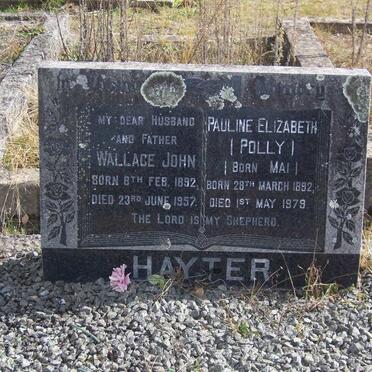 MY DEAR HUSBAND
AND FATHER
WALLACE JOHN
BORN 8TH FEB. 1892.
DIED 23RD JUNE 1957.
PAULINE ELIZABETH
(POLLY)
(BORN MAI)
BORN 28TH MARCH 1892.
DIED 1ST MAY 1979
THE LORD IS MY SHEPHERD.
HAYTER